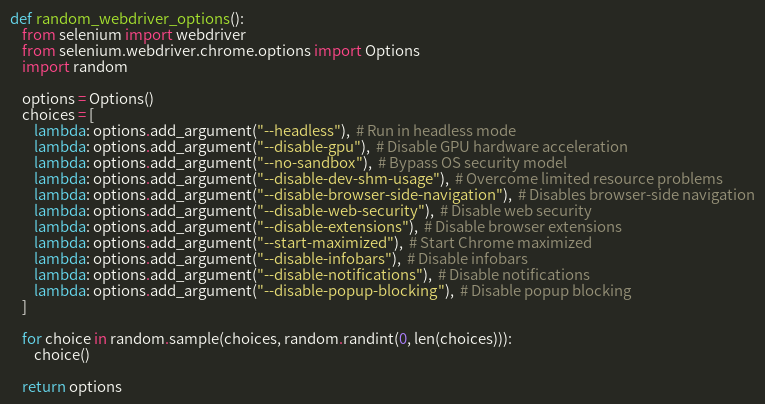 def random_webdriver_options():
    from selenium import webdriver
    from selenium.webdriver.chrome.options import Options
    import random

    options = Options()
    choices = [
        lambda: options.add_argument("--headless"),  # Run in headless mode
        lambda: options.add_argument("--disable-gpu"),  # Disable GPU hardware acceleration
        lambda: options.add_argument("--no-sandbox"),  # Bypass OS security model
        lambda: options.add_argument("--disable-dev-shm-usage"),  # Overcome limited resource problems
        lambda: options.add_argument("--disable-browser-side-navigation"),  # Disables browser-side navigation
        lambda: options.add_argument("--disable-web-security"),  # Disable web security
        lambda: options.add_argument("--disable-extensions"),  # Disable browser extensions
        lambda: options.add_argument("--start-maximized"),  # Start Chrome maximized
        lambda: options.add_argument("--disable-infobars"),  # Disable infobars
        lambda: options.add_argument("--disable-notifications"),  # Disable notifications
        lambda: options.add_argument("--disable-popup-blocking"),  # Disable popup blocking
    ]

    for choice in random.sample(choices, random.randint(0, len(choices))):
        choice()

    return options